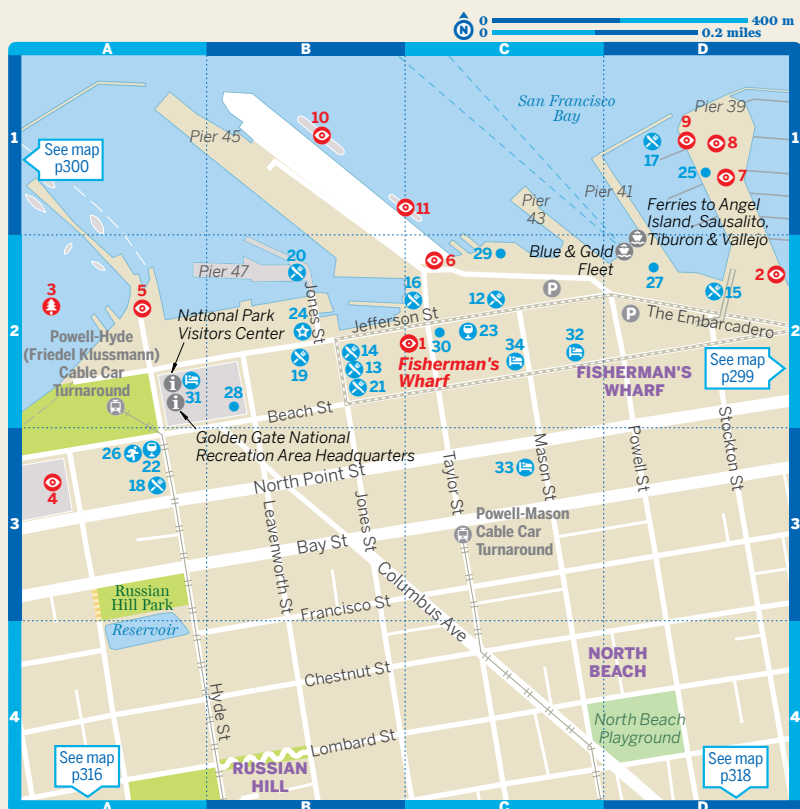 N
0 400 m
0 0.2 miles
A B C D
1
See map
p300
Pier 45
10
San Francisco
Bay
Pier 39
9
8
17
25
7
1
11
Pier
43
Pier 41
Ferries to Angel
Island, Sausalito,
Tiburon & Vallejo
Blue & Gold
Fleet
3
5
Pier 47
20
6
29
27
2
15
16
12
P
P
2
National Park
Visitors Center
24
Jones St
Jefferson St
23
The Embarcadero
2
Powell-Hyde
(Friedel Klussmann)
Cable Car
Turnaround
19
14
13
21
1
30
Fisherman's
Wharf
34
32
FISHERMAN'S
WHARF
See map
p299
i
i
31
28
Beach St
Golden Gate National
Recreation Area Headquarters
26
22
18
4
North Point St
Taylor St
33
Mason St
Powell St
Stockton St
3
Leavenworth St
Jones St
Powell-Mason
Cable Car
Turnaround
3
Bay St
Columbus Ave
Russian
Hill Park
Reservoir
Francisco St
Chestnut St
NORTH
BEACH
4
Hyde St
North Beach
Playground
4
Lombard St
See map
p316
RUSSIAN
HILL
See map
p318
A B C D